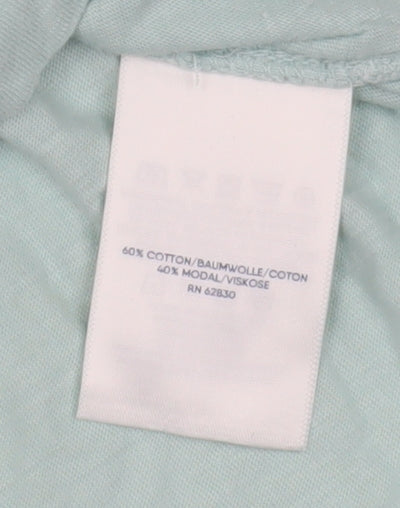 60% COTTON/BAUMWOLLE/COTON
40% MODAL/VISKOSE
RN 62830